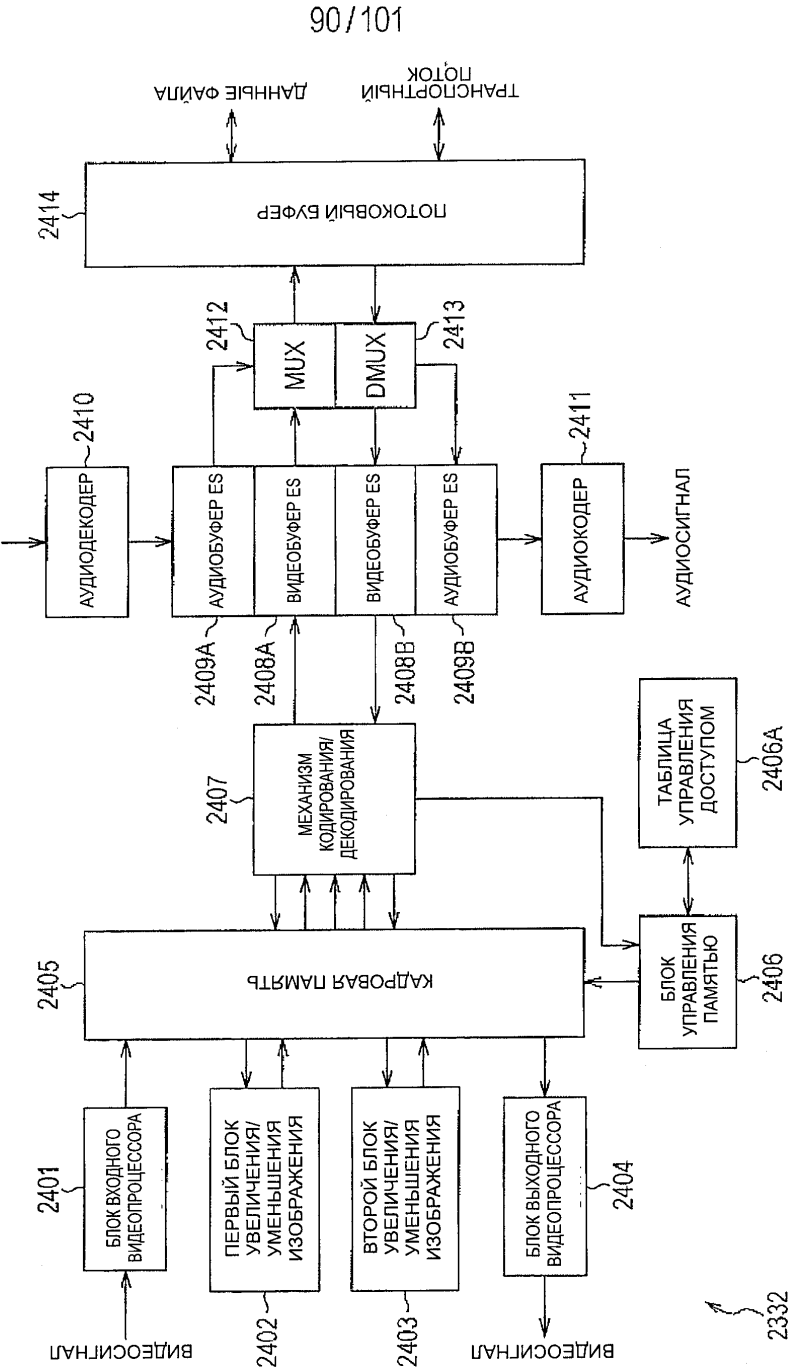 90/101
ДАННЫЕ ФАЙЛА
ТРАНСПОРТНЫЙ
ПОТОК
2414
ПОТОКОВЫЙ БУФЕР
2412
MUX
DMUX
2413
2410
АУДИОДЕКОДЕР
АУДИОБУФЕР ES
ВИДЕОБУФЕР ES
ВИДЕОБУФЕР ES
АУДИОБУФЕР ES
2409A
2408A
2408B
2409B
2411
АУДИОКОДЕР
АУДИОСИГНАЛ
2407
МЕХАНИЗМ
КОДИРОВАНИЯ/
ДЕКОДИРОВАНИЯ
ТАБЛИЦА
УПРАВЛЕНИЯ
ДОСТУПОМ
2406A
2405
КАДРОВАЯ ПАМЯТЬ
БЛОК
УПРАВЛЕНИЯ
ПАМЯТЬЮ
2406
2401
БЛОК ВХОДНОГО
ВИДЕОПРОЦЕССОРА
ПЕРВЫЙ БЛОК
УВЕЛИЧЕНИЯ/
УМЕНЬШЕНИЯ
ИЗОБРАЖЕНИЯ
2402
ВТОРОЙ БЛОК
УВЕЛИЧЕНИЯ/
УМЕНЬШЕНИЯ
ИЗОБРАЖЕНИЯ
2403
БЛОК ВЫХОДНОГО
ВИДЕОПРОЦЕССОРА
2404
ВИДЕОСИГНАЛ
ВИДЕОСИГНАЛ
2332